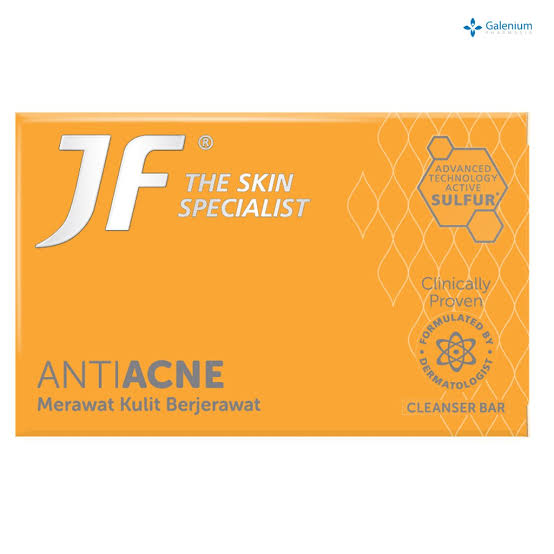 Galenium
PHARMASIA
JF®
THE SKIN
SPECIALIST
ADVANCED
TECHNOLOGY
ACTIVE
SULFUR*
Clinically
Proven
FORMULATED BY
DERMATOLOGIST
ANTIACNE
Merawat Kulit Berjerawat
CLEANSER BAR